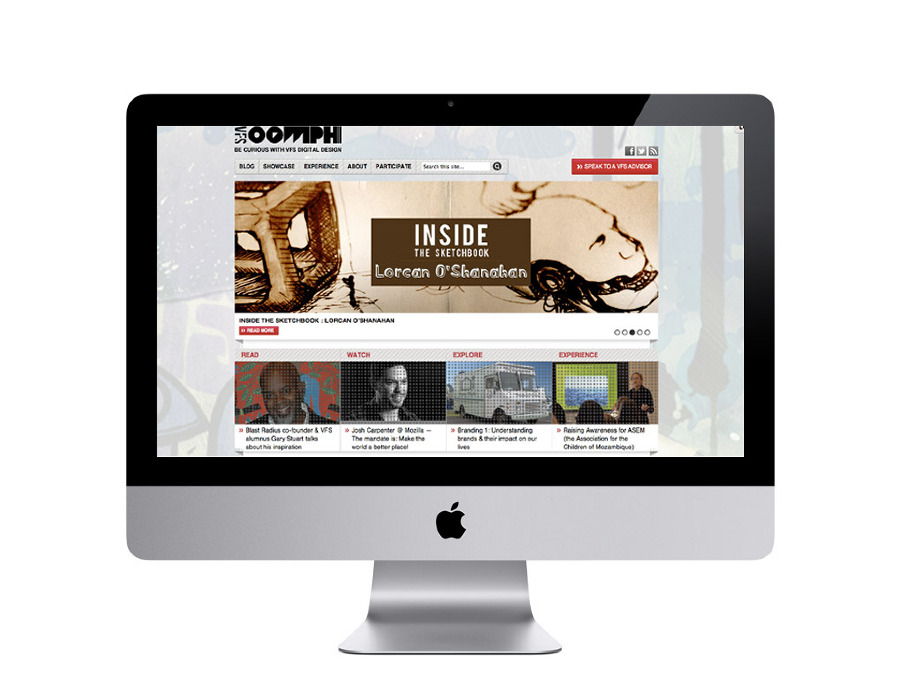 VFS OOMPH
BE CURIOUS WITH VFS DIGITAL DESIGN
BLOG SHOWCASE EXPERIENCE ABOUT PARTICIPATE Search this site...
» SPEAK TO A VFS ADVISOR
INSIDE
THE SKETCHBOOK
Lorcan O'Shanahan
INSIDE THE SKETCHBOOK : LORCAN O'SHANAHAN
» READ MORE
READ
WATCH
EXPLORE
EXPERIENCE
» Blast Radius co-founder & VFS
alumnus Gary Stuart talks
about his inspiration
» Josh Carpenter @ Mozilla —
The mandate is: Make the
world a better place!
» Branding 1: Understanding
brands & their impact on our
lives
» Raising Awareness for ASEM
(the Association for the
Children of Mozambique)